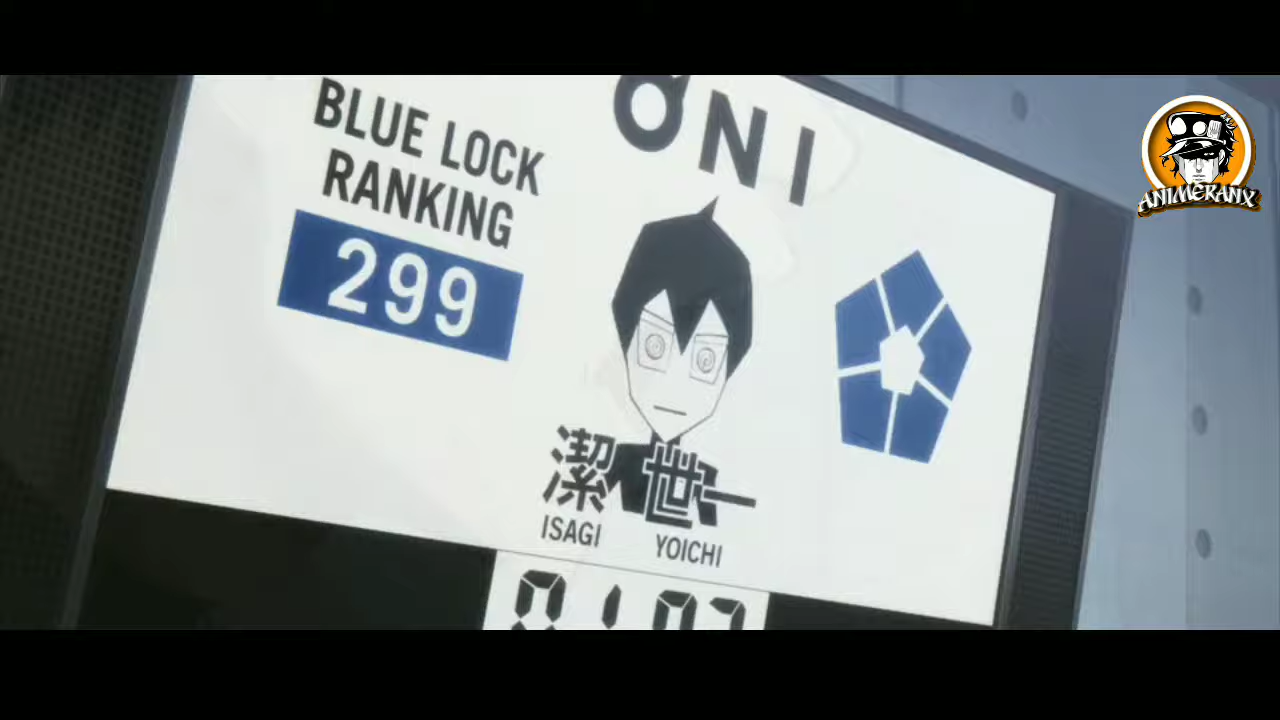 ONI
BLUE LOCK
RANKING
299
潔 世一
ISAGI YOICHI
ANIMERANX